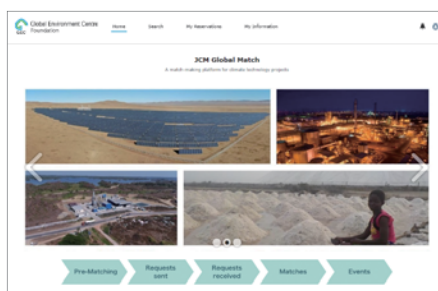 Global Environment Centre
Foundation
GEC
Home
Search
My Reservations
My Information
JCM Global Match
A match making platform for climate technology projects
Pre-Matching
Requests
sent
Requests
received
Matches
Events